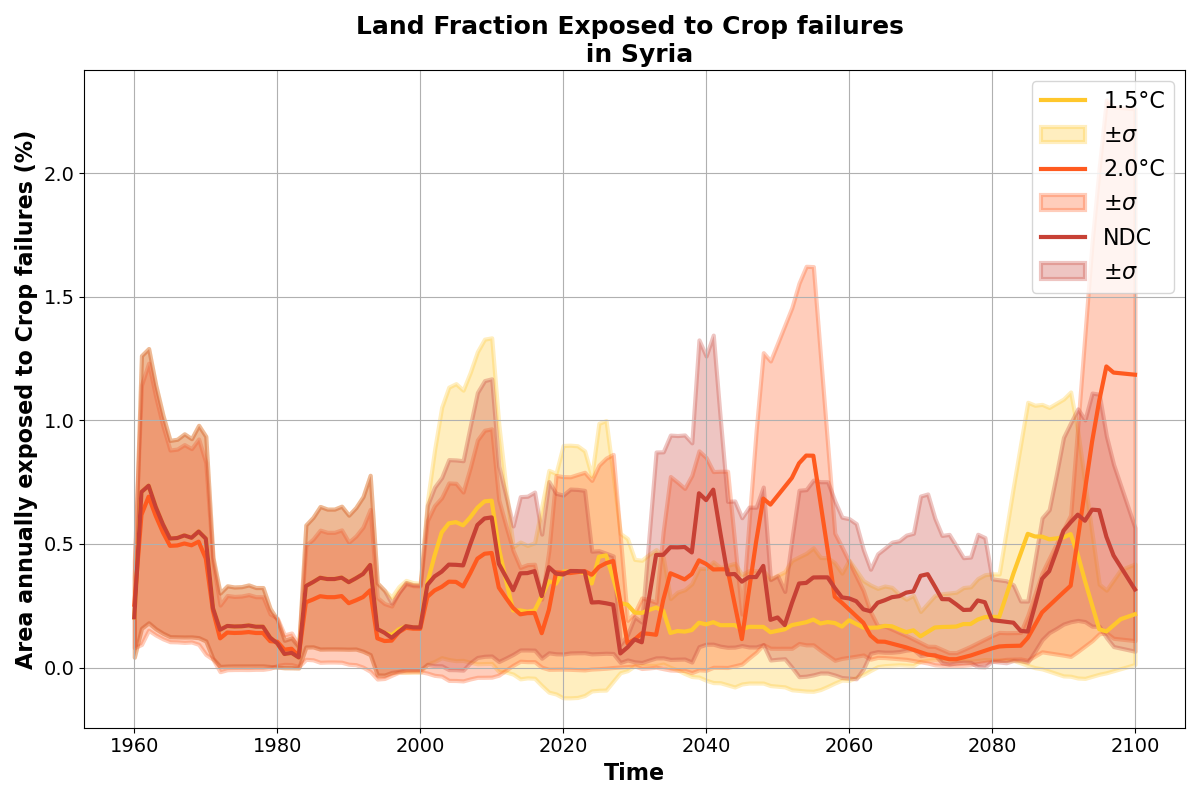 Land Fraction Exposed to Crop failures
in Syria
Area annually exposed to Crop failures (%)
2.0
1.5
1.0
0.5
0.0
1.5°C
±σ
2.0°C
±σ
NDC
±σ
1960
1980
2000
2020
2040
2060
2080
2100
Time